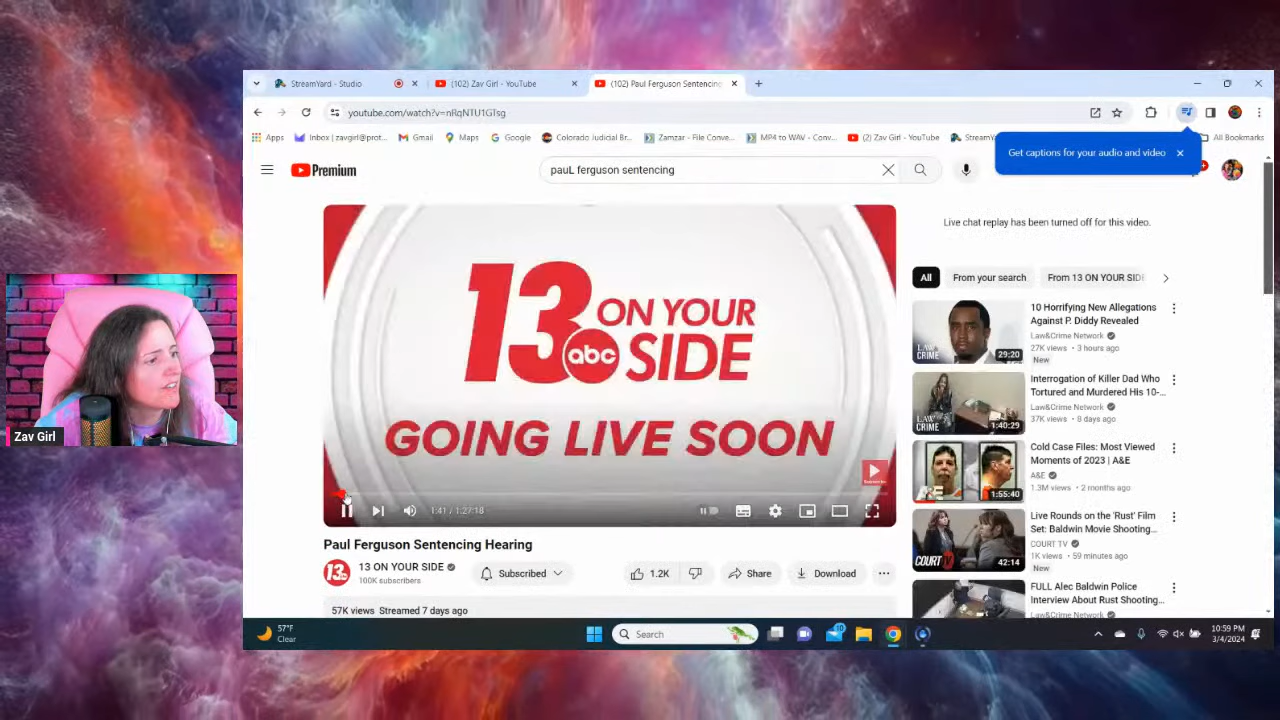 StreamYard - Studio
(102) Zav Girl - YouTube
(102) Paul Ferguson Sentencing
youtube.com/watch?v=nRqNTU1GTsg
Apps
Inbox | zavgirl@prot...
Gmail
Maps
Google
Colorado Judicial Br...
Zamzar - File Conve...
MP4 to WAV - Conv...
(2) Zav Girl - YouTube
StreamYa
All Bookmarks
Get captions for your audio and video
Premium
pauL ferguson sentencing
13 ON YOUR SIDE
abc
GOING LIVE SOON
1:41 / 1:27:18
Paul Ferguson Sentencing Hearing
13 ON YOUR SIDE
100K subscribers
Subscribed
1.2K
Share
Download
57K views Streamed 7 days ago
Live chat replay has been turned off for this video.
All
From your search
From 13 ON YOUR SIDE
10 Horrifying New Allegations
Against P. Diddy Revealed
Law&Crime Network
27K views • 3 hours ago
New
LAW&
CRIME
29:20
Interrogation of Killer Dad Who
Tortured and Murdered His 10-...
Law&Crime Network
37K views • 8 days ago
LAW&
CRIME
1:40:29
Cold Case Files: Most Viewed
Moments of 2023 | A&E
A&E
1.3M views • 2 months ago
1:55:40
Live Rounds on the 'Rust' Film
Set: Baldwin Movie Shooting...
COURT TV
1K views • 59 minutes ago
New
COURT TV
42:14
FULL Alec Baldwin Police
Interview About Rust Shooting...
Law&Crime Network
Zav Girl
57°F
Clear
Search
10:59 PM
3/4/2024